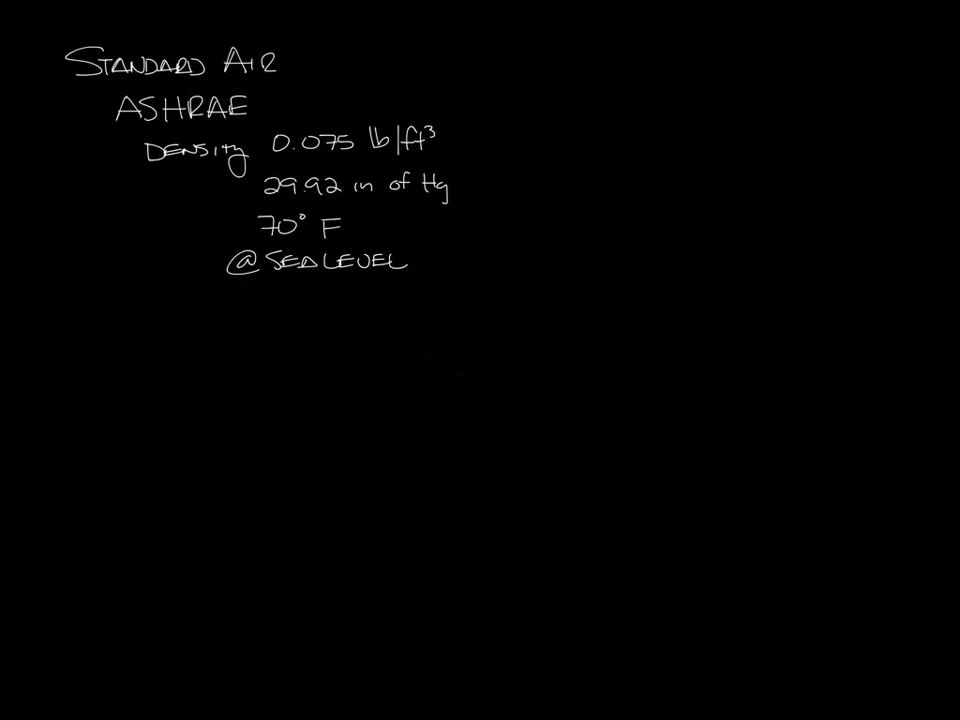 STANDARD AIR
ASHRAE
DENSITY 0.075 lb/ft³
29.92 in of Hg
70° F
@ SEA LEVEL